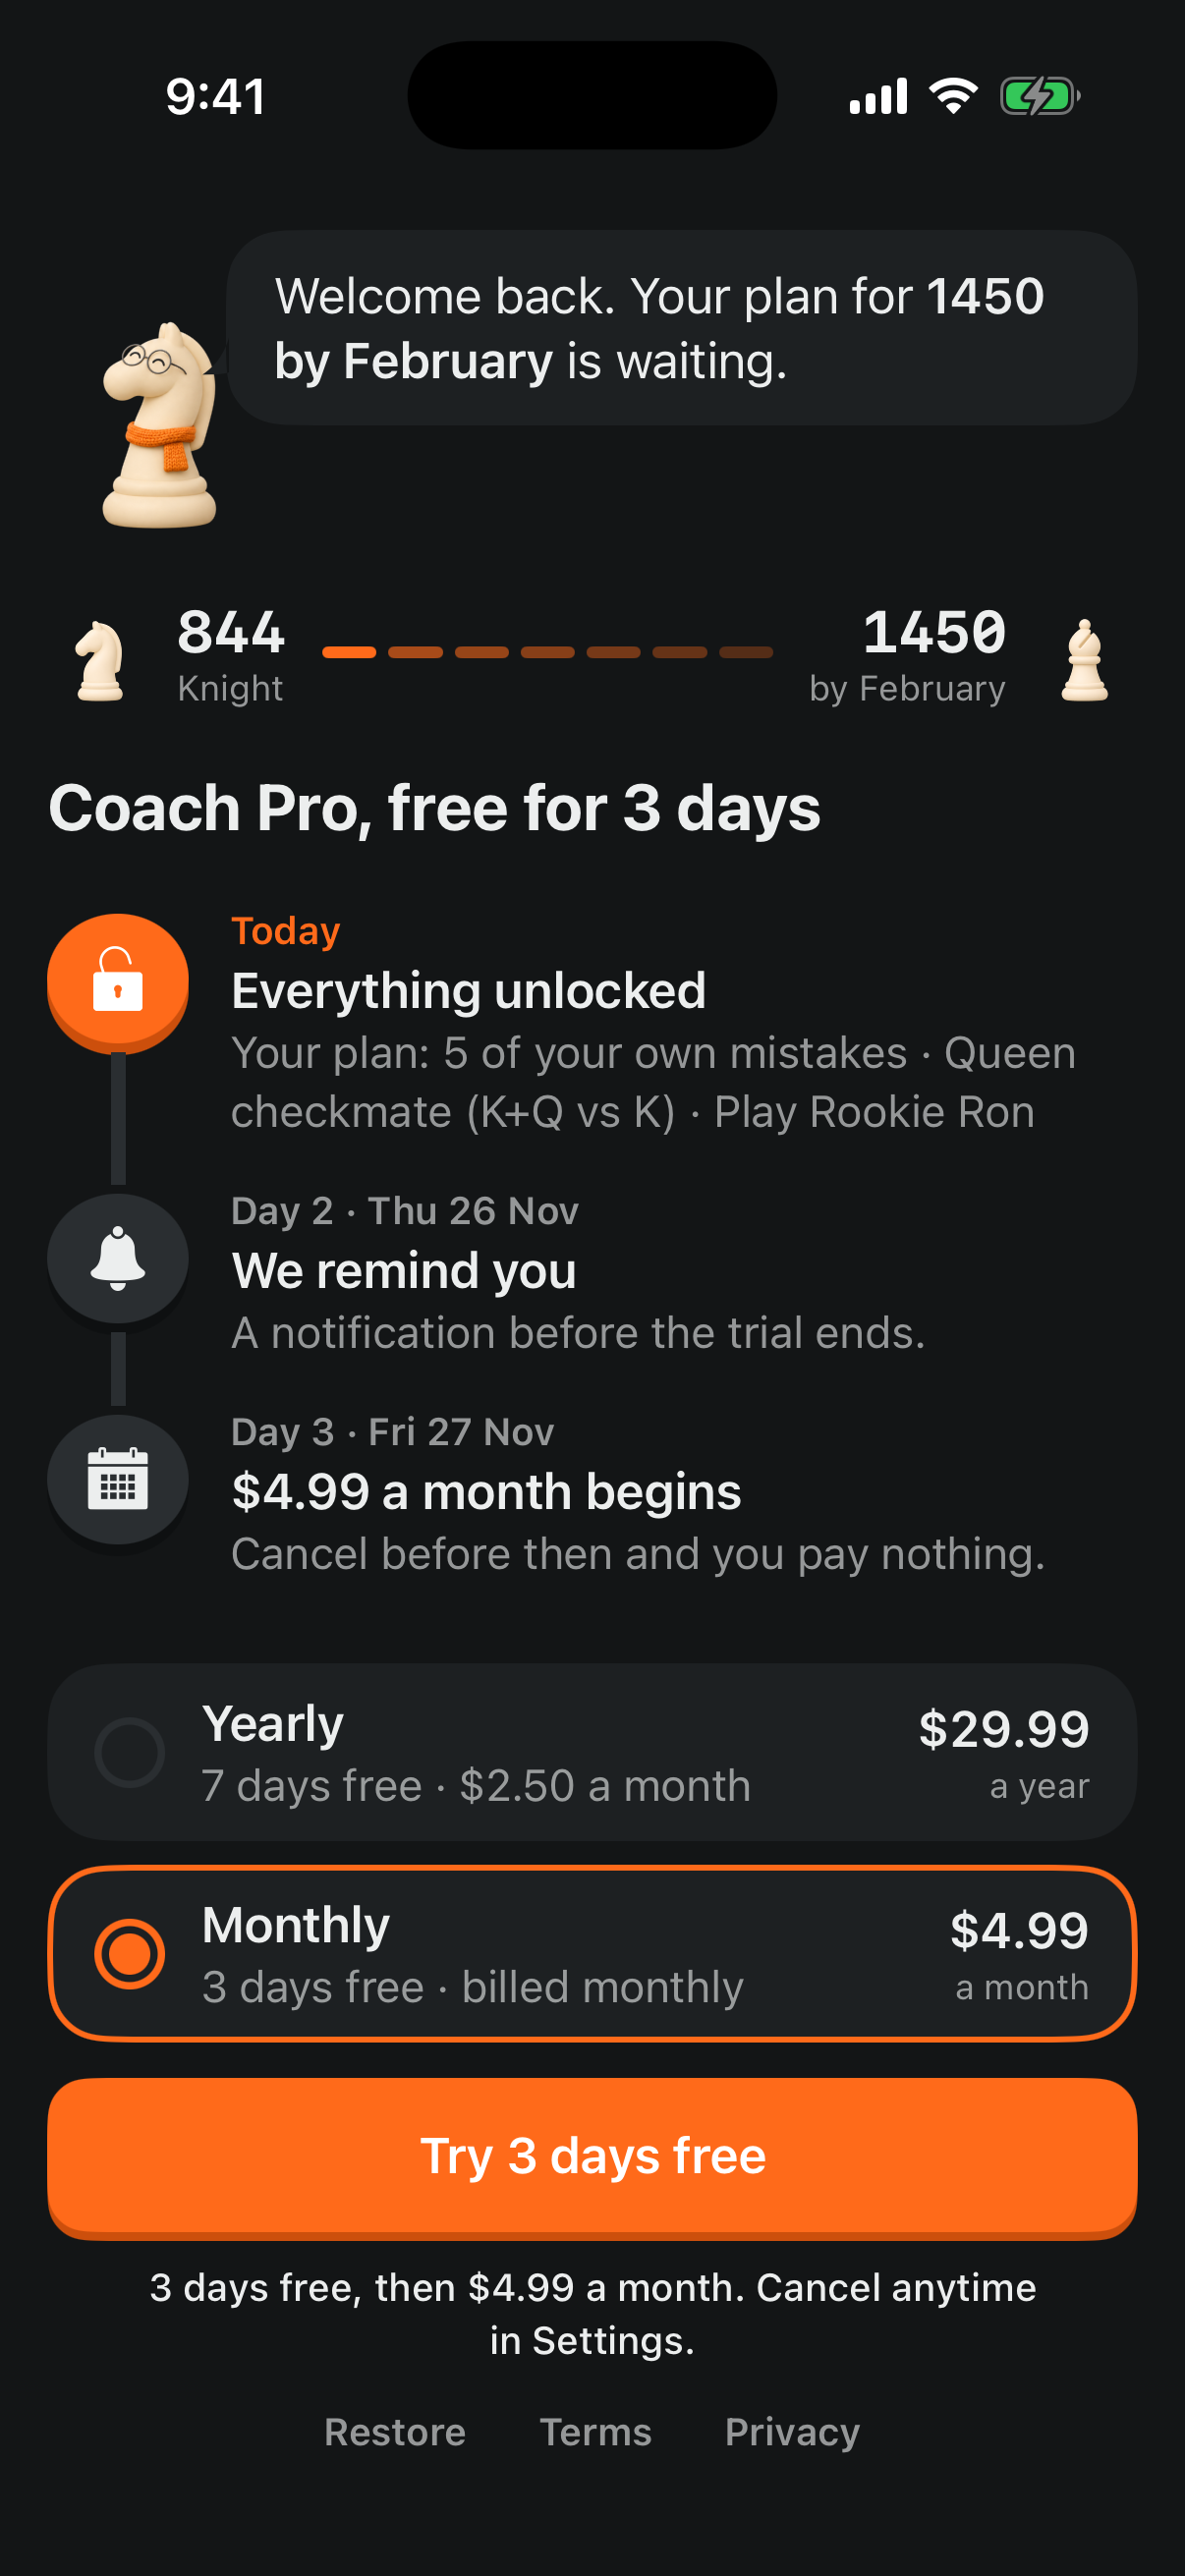 9:41
Welcome back. Your plan for 1450
by February is waiting.
844
Knight
1450
by February
Coach Pro, free for 3 days
Today
Everything unlocked
Your plan: 5 of your own mistakes · Queen
checkmate (K+Q vs K) · Play Rookie Ron
Day 2 · Thu 26 Nov
We remind you
A notification before the trial ends.
Day 3 · Fri 27 Nov
$4.99 a month begins
Cancel before then and you pay nothing.
Yearly
$29.99
7 days free · $2.50 a month
a year
Monthly
$4.99
3 days free · billed monthly
a month
Try 3 days free
3 days free, then $4.99 a month. Cancel anytime
in Settings.
Restore Terms Privacy